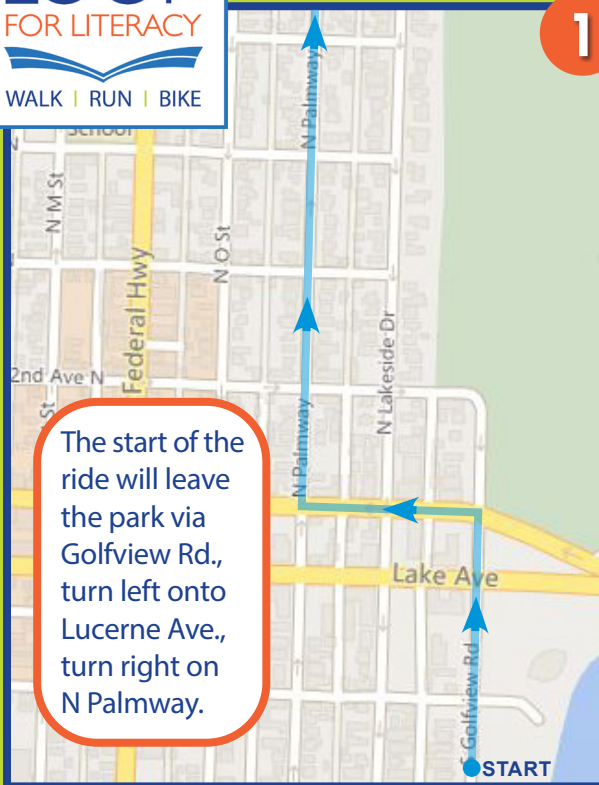 FOR LITERACY
WALK | RUN | BIKE
1
School
N Palmway
N M St
N O St
Federal Hwy
N Lakeside Dr
2nd Ave N
St
N Palmway
The start of the
ride will leave
the park via
Golfview Rd.,
turn left onto
Lucerne Ave.,
turn right on
N Palmway.
Lake Ave
S Golfview Rd
START